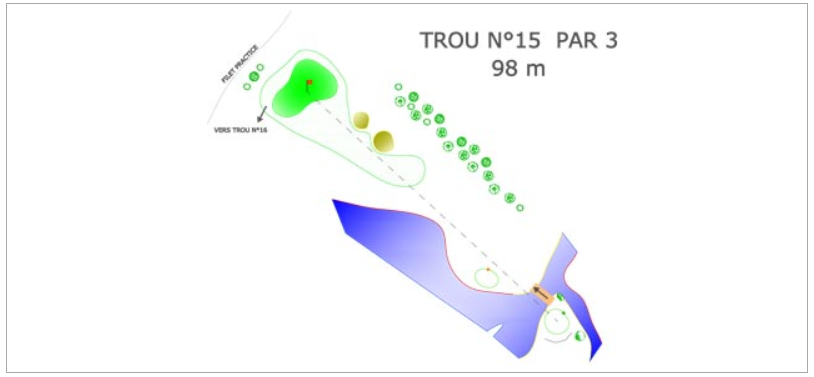 TROU N°15 PAR 3
98 m
FILET PRACTICE
VERS TROU N°16